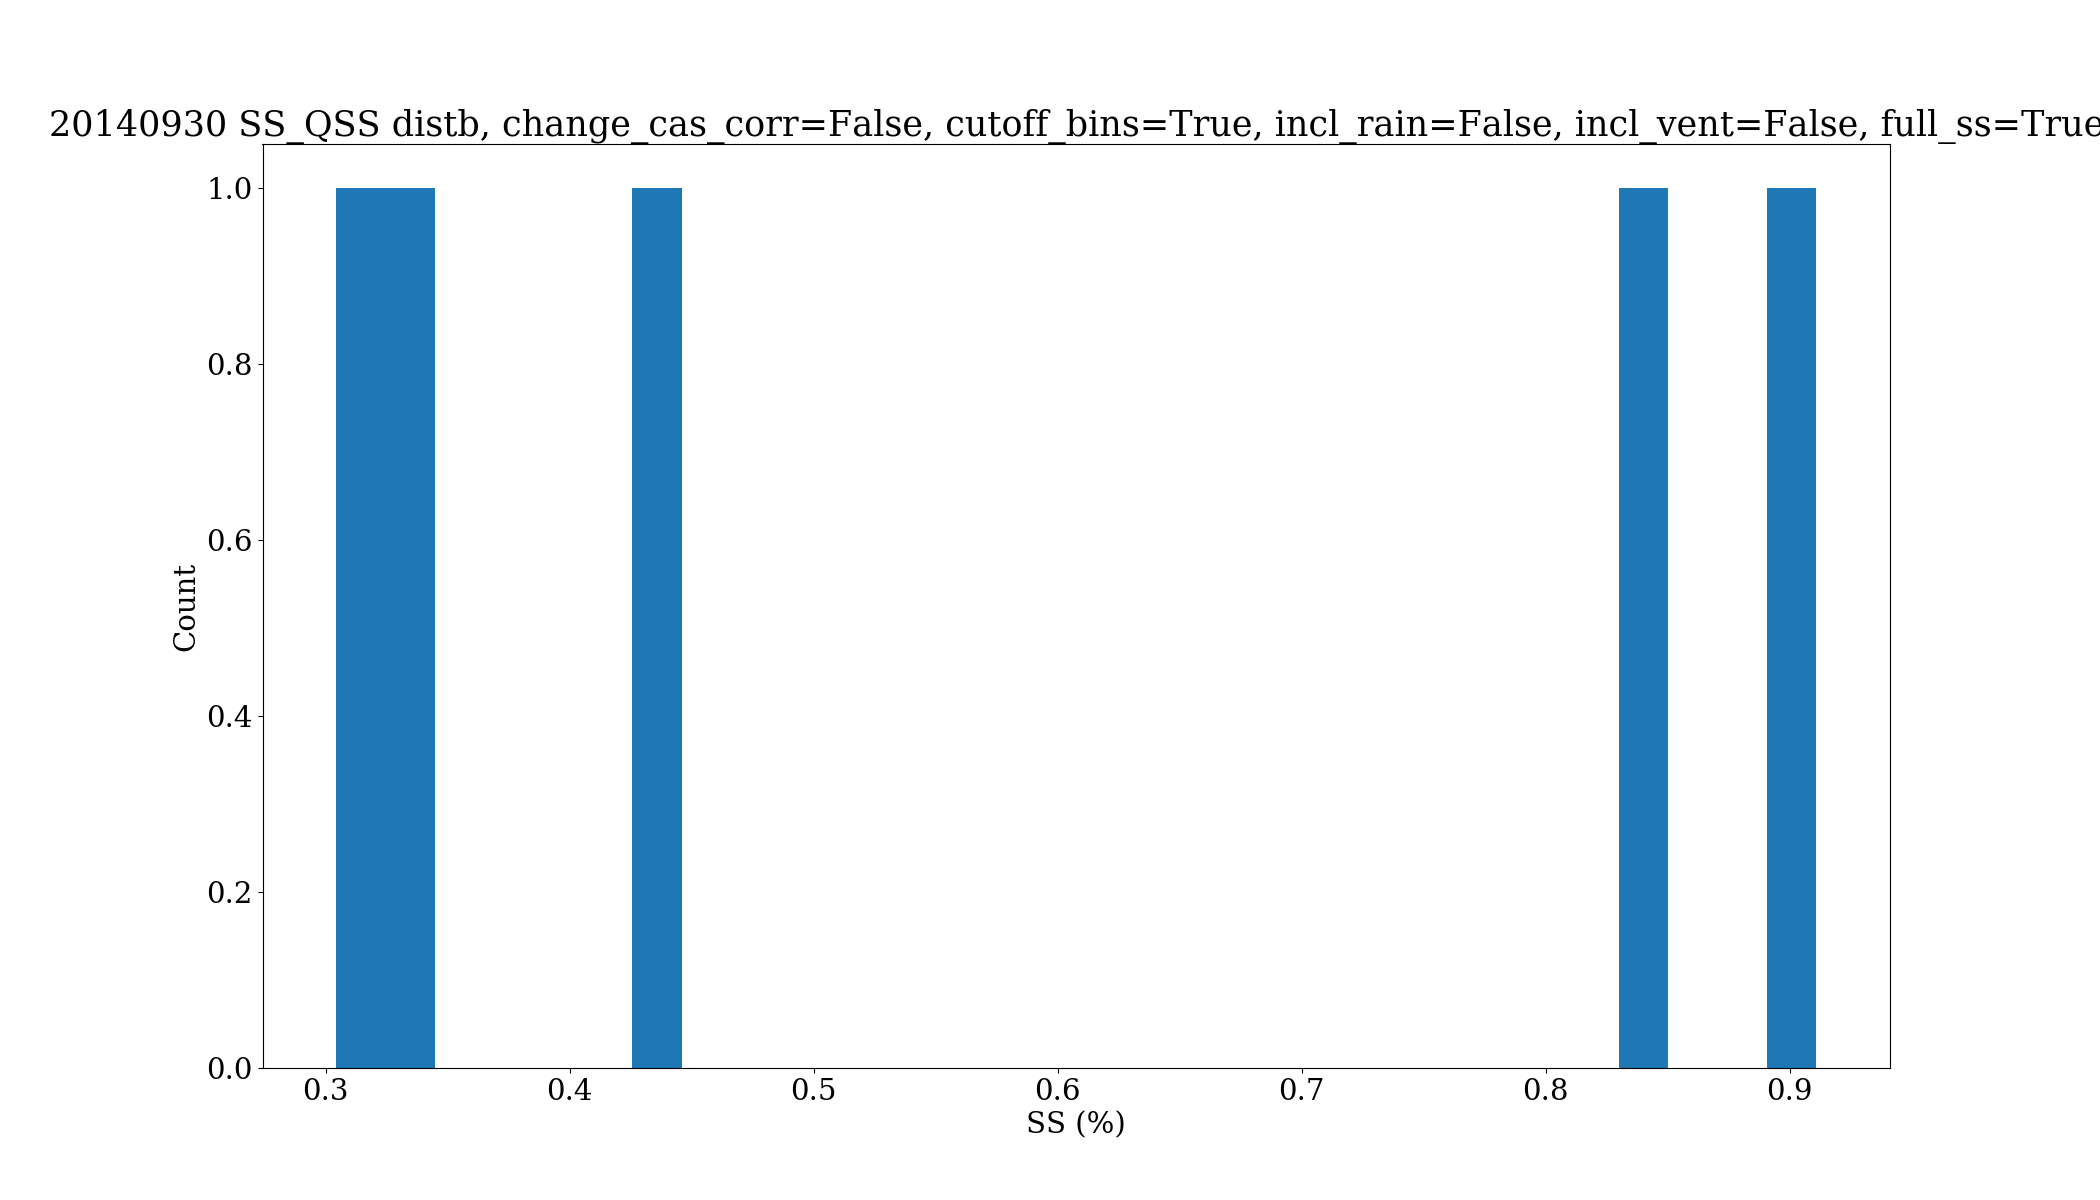 20140930 SS_QSS distb, change_cas_corr=False, cutoff_bins=True, incl_rain=False, incl_vent=False, full_ss=True
1.0
0.8
0.6
0.4
0.2
0.0
Count
0.3 0.4 0.5 0.6 0.7 0.8 0.9
SS (%)